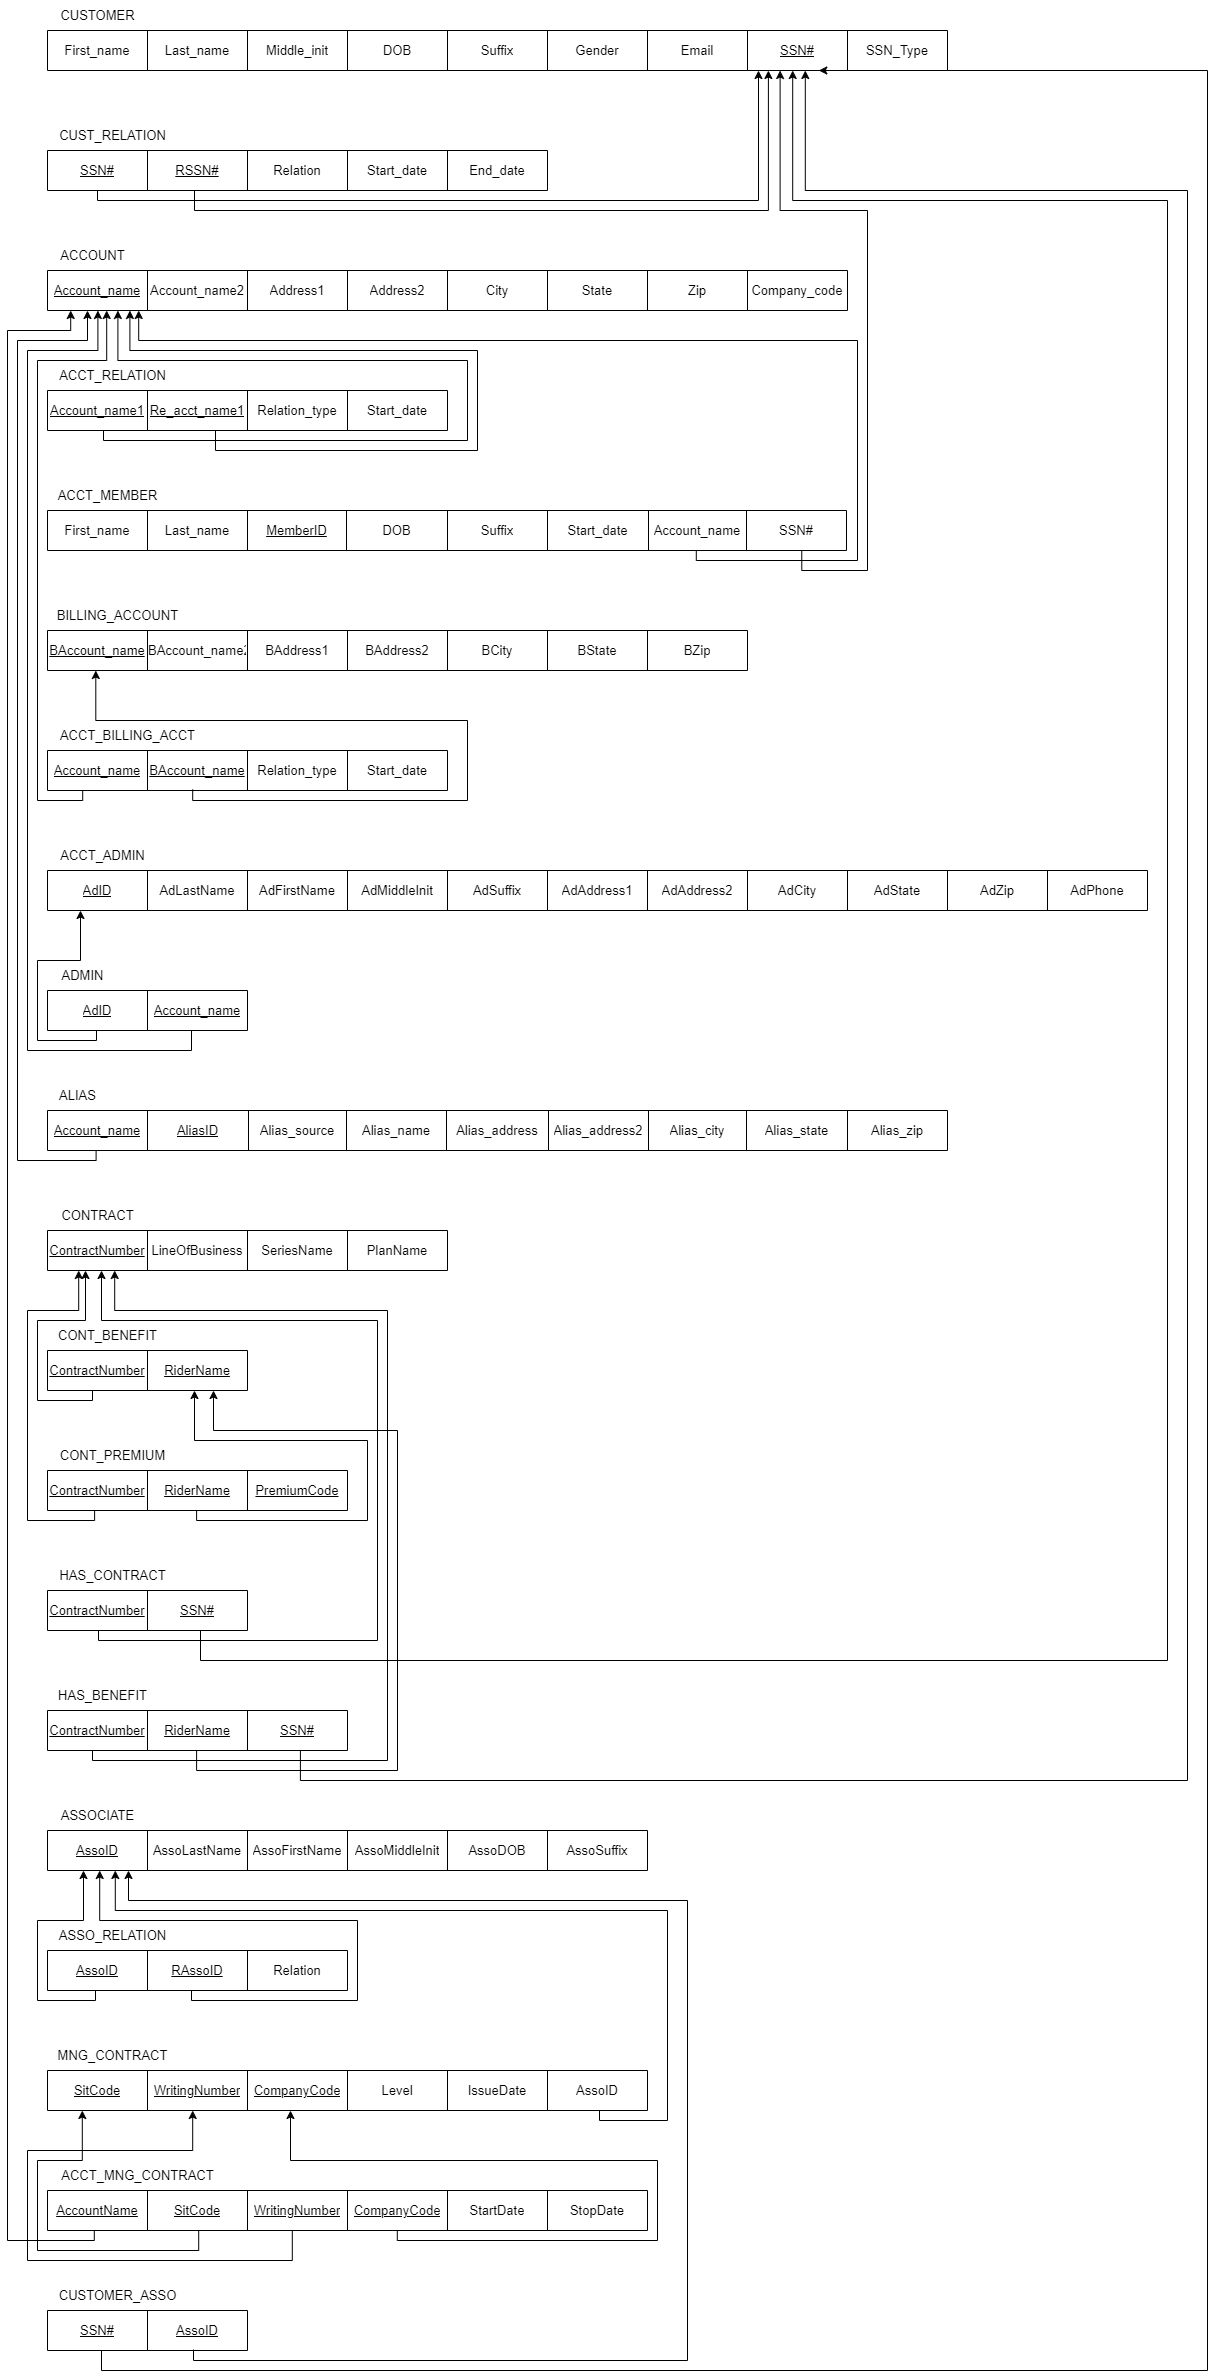 CUSTOMER
First_name Last_name Middle_init DOB Suffix Gender Email SSN# SSN_Type
CUST_RELATION
SSN# RSSN# Relation Start_date End_date
ACCOUNT
Account_name Account_name2 Address1 Address2 City State Zip Company_code
ACCT_RELATION
Account_name1 Re_acct_name1 Relation_type Start_date
ACCT_MEMBER
First_name Last_name MemberID DOB Suffix Start_date Account_name SSN#
BILLING_ACCOUNT
BAccount_name BAccount_name2 BAddress1 BAddress2 BCity BState BZip
ACCT_BILLING_ACCT
Account_name BAccount_name Relation_type Start_date
ACCT_ADMIN
AdID AdLastName AdFirstName AdMiddleInit AdSuffix AdAddress1 AdAddress2 AdCity AdState AdZip AdPhone
ADMIN
AdID Account_name
ALIAS
Account_name AliasID Alias_source Alias_name Alias_address Alias_address2 Alias_city Alias_state Alias_zip
CONTRACT
ContractNumber LineOfBusiness SeriesName PlanName
CONT_BENEFIT
ContractNumber RiderName
CONT_PREMIUM
ContractNumber RiderName PremiumCode
HAS_CONTRACT
ContractNumber SSN#
HAS_BENEFIT
ContractNumber RiderName SSN#
ASSOCIATE
AssoID AssoLastName AssoFirstName AssoMiddleInit AssoDOB AssoSuffix
ASSO_RELATION
AssoID RAssoID Relation
MNG_CONTRACT
SitCode WritingNumber CompanyCode Level IssueDate AssoID
ACCT_MNG_CONTRACT
AccountName SitCode WritingNumber CompanyCode StartDate StopDate
CUSTOMER_ASSO
SSN# AssoID